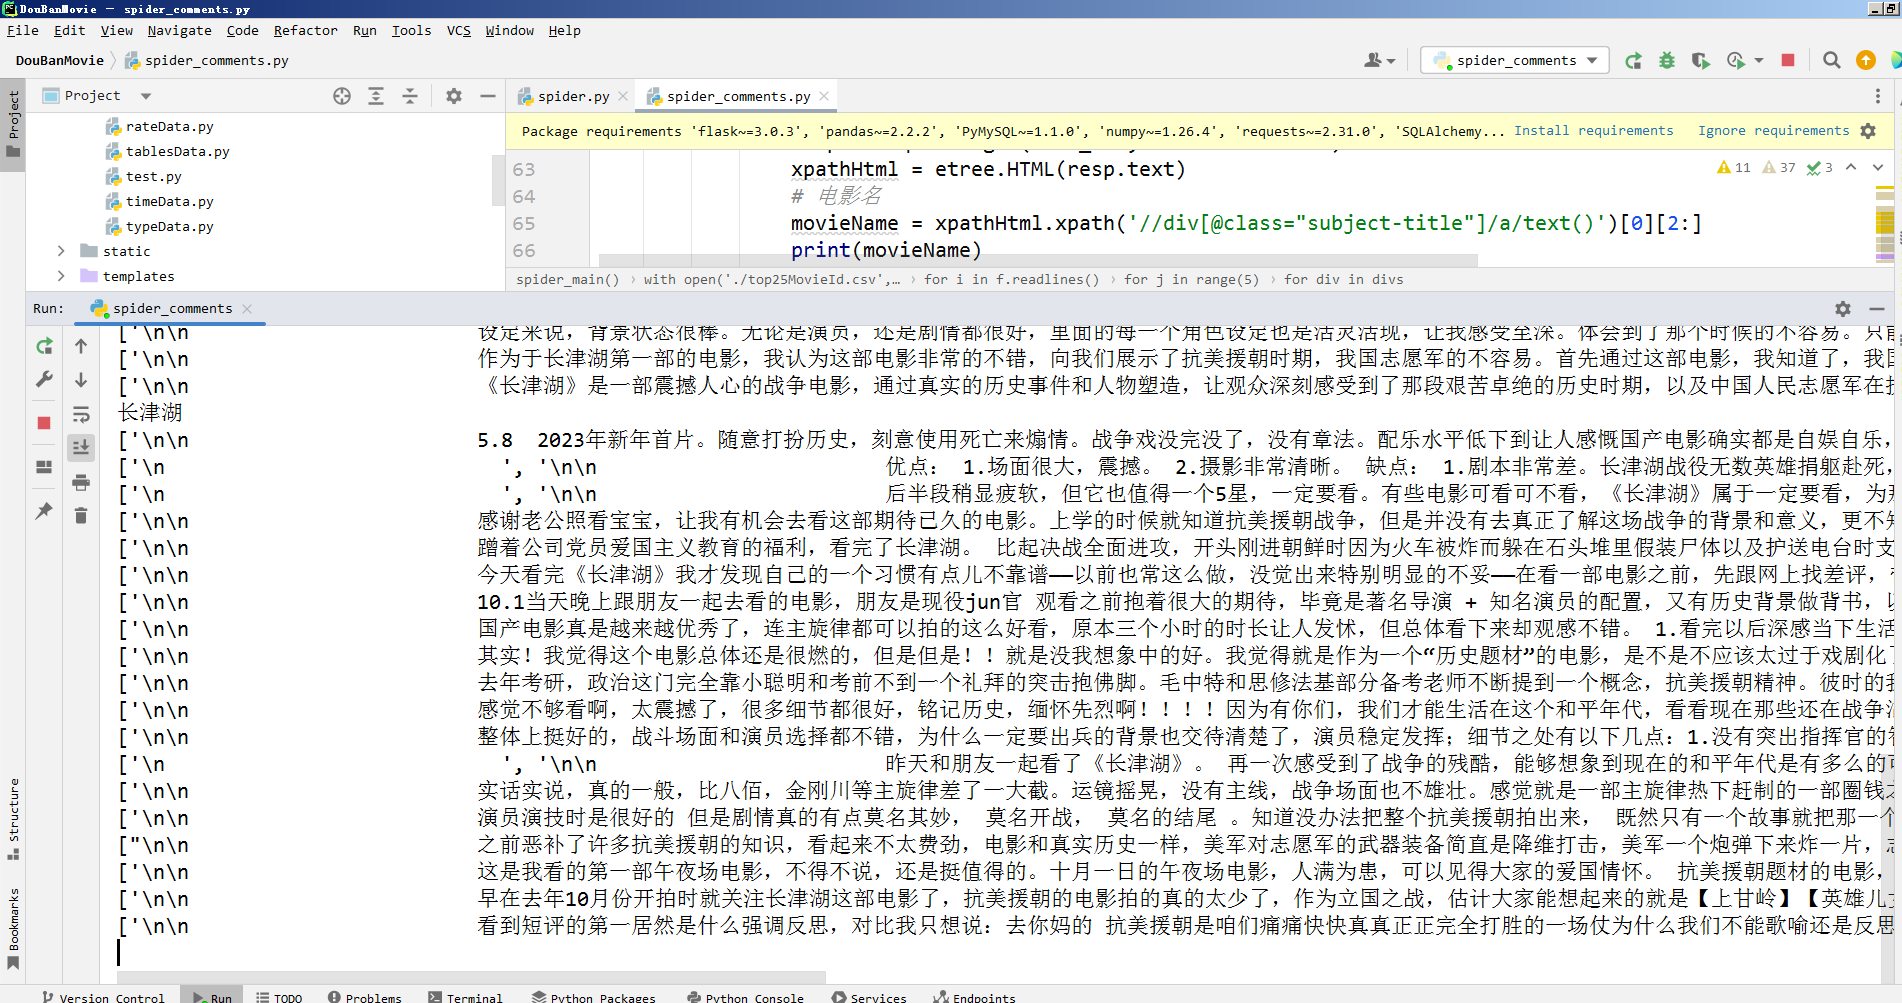 DouBanMovie – spider_comments.py
File Edit View Navigate Code Refactor Run Tools VCS Window Help
DouBanMovie spider_comments.py
spider_comments
Project
spider.py
spider_comments.py
Package requirements 'flask~=3.0.3', 'pandas~=2.2.2', 'PyMySQL~=1.1.0', 'numpy~=1.26.4', 'requests~=2.31.0', 'SQLAlchemy... Install requirements Ignore requirements
Project
rateData.py
tablesData.py
test.py
timeData.py
typeData.py
static
templates
63 xpathHtml = etree.HTML(resp.text)
64 # 电影名
65 movieName = xpathHtml.xpath('//div[@class="subject-title"]/a/text()')[0][2:]
66 print(movieName)
11 37 3
spider_main() › with open('./top25MovieId.csv',… › for i in f.readlines() › for j in range(5) › for div in divs
Run: spider_comments
['\n\n 设定来说，背景状态很棒。无论是演员，还是剧情都很好，里面的每一个角色设定也是活灵活现，让我感受至深。体会到了那个时候的不容易。只
['\n\n 作为于长津湖第一部的电影，我认为这部电影非常的不错，向我们展示了抗美援朝时期，我国志愿军的不容易。首先通过这部电影，我知道了，我
['\n\n 《长津湖》是一部震撼人心的战争电影，通过真实的历史事件和人物塑造，让观众深刻感受到了那段艰苦卓绝的历史时期，以及中国人民志愿军在
长津湖
['\n\n 5.8 2023年新年首片。随意打扮历史，刻意使用死亡来煽情。战争戏没完没了，没有章法。配乐水平低下到让人感慨国产电影确实都是自娱自乐，
['\n ', '\n\n 优点： 1.场面很大，震撼。 2.摄影非常清晰。 缺点： 1.剧本非常差。长津湖战役无数英雄捐躯赴死，
['\n ', '\n\n 后半段稍显疲软，但它也值得一个5星，一定要看。有些电影可看可不看，《长津湖》属于一定要看，为
['\n\n 感谢老公照看宝宝，让我有机会去看这部期待已久的电影。上学的时候就知道抗美援朝战争，但是并没有去真正了解这场战争的背景和意义，更不
['\n\n 蹭着公司党员爱国主义教育的福利，看完了长津湖。 比起决战全面进攻，开头刚进朝鲜时因为火车被炸而躲在石头堆里假装尸体以及护送电台时支
['\n\n 今天看完《长津湖》我才发现自己的一个习惯有点儿不靠谱——以前也常这么做，没觉出来特别明显的不妥——在看一部电影之前，先跟网上找差评，
['\n\n 10.1当天晚上跟朋友一起去看的电影，朋友是现役jun官 观看之前抱着很大的期待，毕竟是著名导演 + 知名演员的配置，又有历史背景做背书，
['\n\n 国产电影真是越来越优秀了，连主旋律都可以拍的这么好看，原本三个小时的时长让人发怵，但总体看下来却观感不错。 1.看完以后深感当下生活
['\n\n 其实！我觉得这个电影总体还是很燃的，但是但是！！就是没我想象中的好。我觉得就是作为一个“历史题材”的电影，是不是不应该太过于戏剧化
['\n\n 去年考研，政治这门完全靠小聪明和考前不到一个礼拜的突击抱佛脚。毛中特和思修法基部分备考老师不断提到一个概念，抗美援朝精神。彼时的
['\n\n 感觉不够看啊，太震撼了，很多细节都很好，铭记历史，缅怀先烈啊！！！！因为有你们，我们才能生活在这个和平年代，看看现在那些还在战争
['\n\n 整体上挺好的，战斗场面和演员选择都不错，为什么一定要出兵的背景也交待清楚了，演员稳定发挥；细节之处有以下几点：1.没有突出指挥官的
['\n ', '\n\n 昨天和朋友一起看了《长津湖》。 再一次感受到了战争的残酷，能够想象到现在的和平年代是有多么的
['\n\n 实话实说，真的一般，比八佰，金刚川等主旋律差了一大截。运镜摇晃，没有主线，战争场面也不雄壮。感觉就是一部主旋律热下赶制的一部圈钱
['\n\n 演员演技时是很好的 但是剧情真的有点莫名其妙， 莫名开战， 莫名的结尾 。知道没办法把整个抗美援朝拍出来， 既然只有一个故事就把那一个
["\n\n 之前恶补了许多抗美援朝的知识，看起来不太费劲，电影和真实历史一样，美军对志愿军的武器装备简直是降维打击，美军一个炮弹下来炸一片，
['\n\n 这是我看的第一部午夜场电影，不得不说，还是挺值得的。十月一日的午夜场电影，人满为患，可以见得大家的爱国情怀。 抗美援朝题材的电影，
['\n\n 早在去年10月份开拍时就关注长津湖这部电影了，抗美援朝的电影拍的真的太少了，作为立国之战，估计大家能想起来的就是【上甘岭】【英雄儿
['\n\n 看到短评的第一居然是什么强调反思，对比我只想说：去你妈的 抗美援朝是咱们痛痛快快真真正正完全打胜的一场仗为什么我们不能歌喻还是反思
Structure
Bookmarks
Version Control Run TODO Problems Terminal Python Packages Python Console Services Endpoints